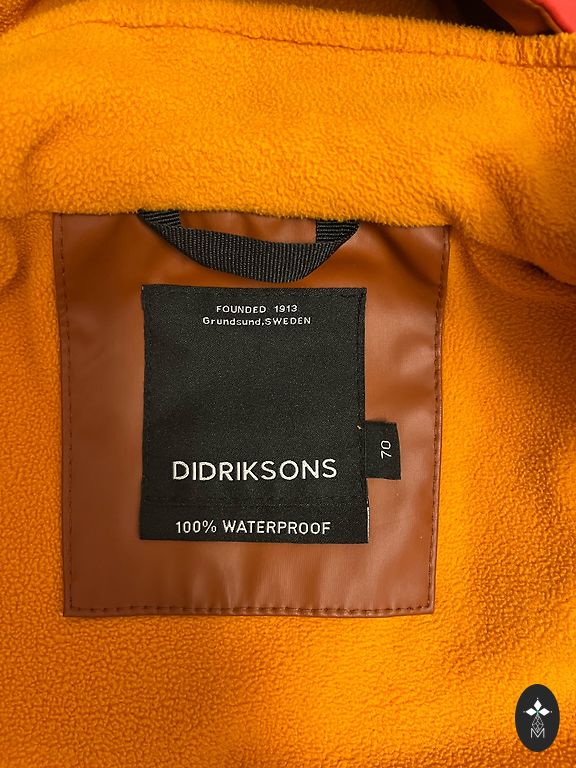 FOUNDED 1913
Grundsund,SWEDEN
DIDRIKSONS
70
100% WATERPROOF
M